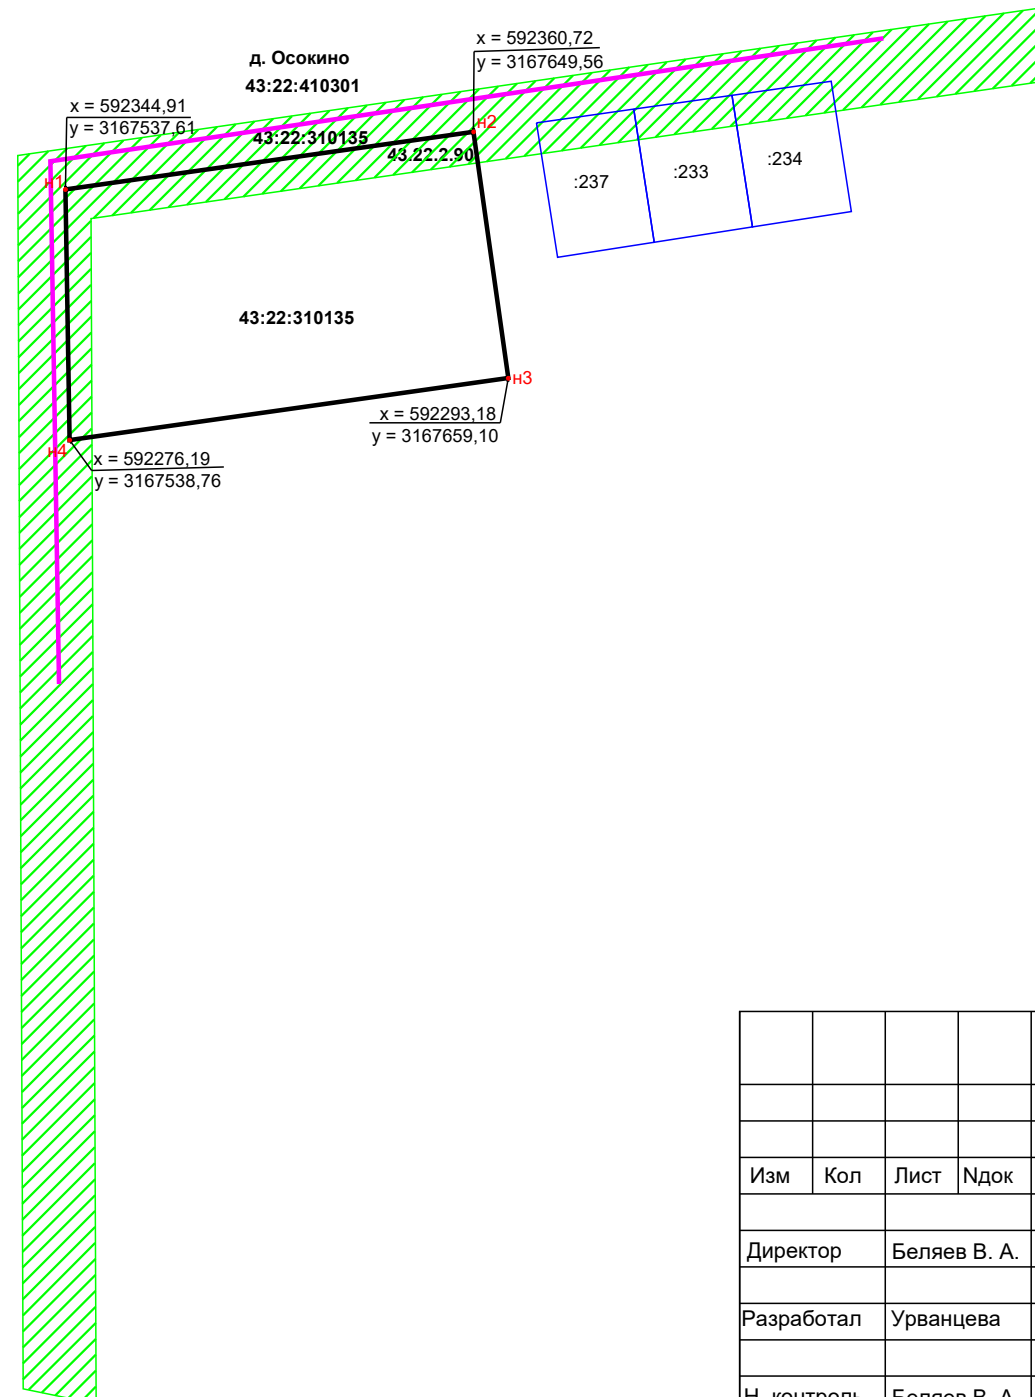 x = 592360,72
y = 3167649,56
д. Осокино
43:22:410301
x = 592344,91
y = 3167537,61
н2
43:22:310135
43.22.2.90
:234
:233
:237
н1
43:22:310135
н3
x = 592293,18
y = 3167659,10
н4
x = 592276,19
y = 3167538,76
Изм Кол Лист Nдок
Директор Беляев В. А.
Разработал Урванцева
Н. контроль Беляев В. А.